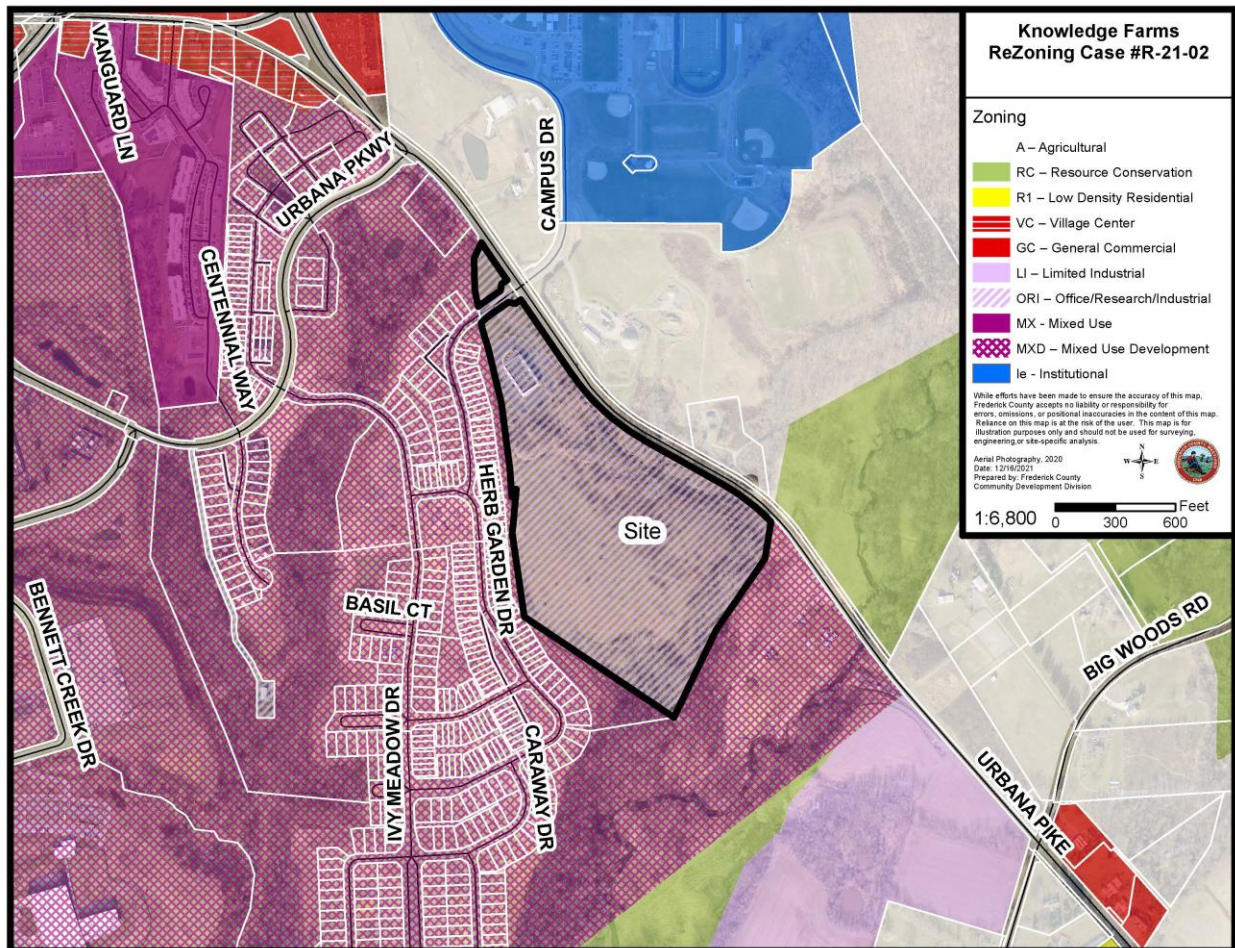 Knowledge Farms
ReZoning Case #R-21-02
Zoning
A – Agricultural
RC – Resource Conservation
R1 – Low Density Residential
VC – Village Center
GC – General Commercial
LI – Limited Industrial
ORI – Office/Research/Industrial
MX - Mixed Use
MXD – Mixed Use Development
Ie - Institutional
While efforts have been made to ensure the accuracy of this map,
Frederick County accepts no liability or responsibility for
errors, omissions, or positional inaccuracies in the content of this map.
Reliance on this map is at the risk of the user. This map is for
illustration purposes only and should not be used for surveying,
engineering,or site-specific analysis.
Aerial Photography, 2020
Date: 12/16/2021
Prepared by: Frederick County
Community Development Division
N
W E
S
1:6,800
Feet
0 300 600
VANGUARD LN
URBANA PKWY
CAMPUS DR
CENTENNIAL WAY
HERB GARDEN DR
Site
BASIL CT
BENNETT CREEK DR
IVY MEADOW DR
CARAWAY DR
BIG WOODS RD
URBANA PIKE